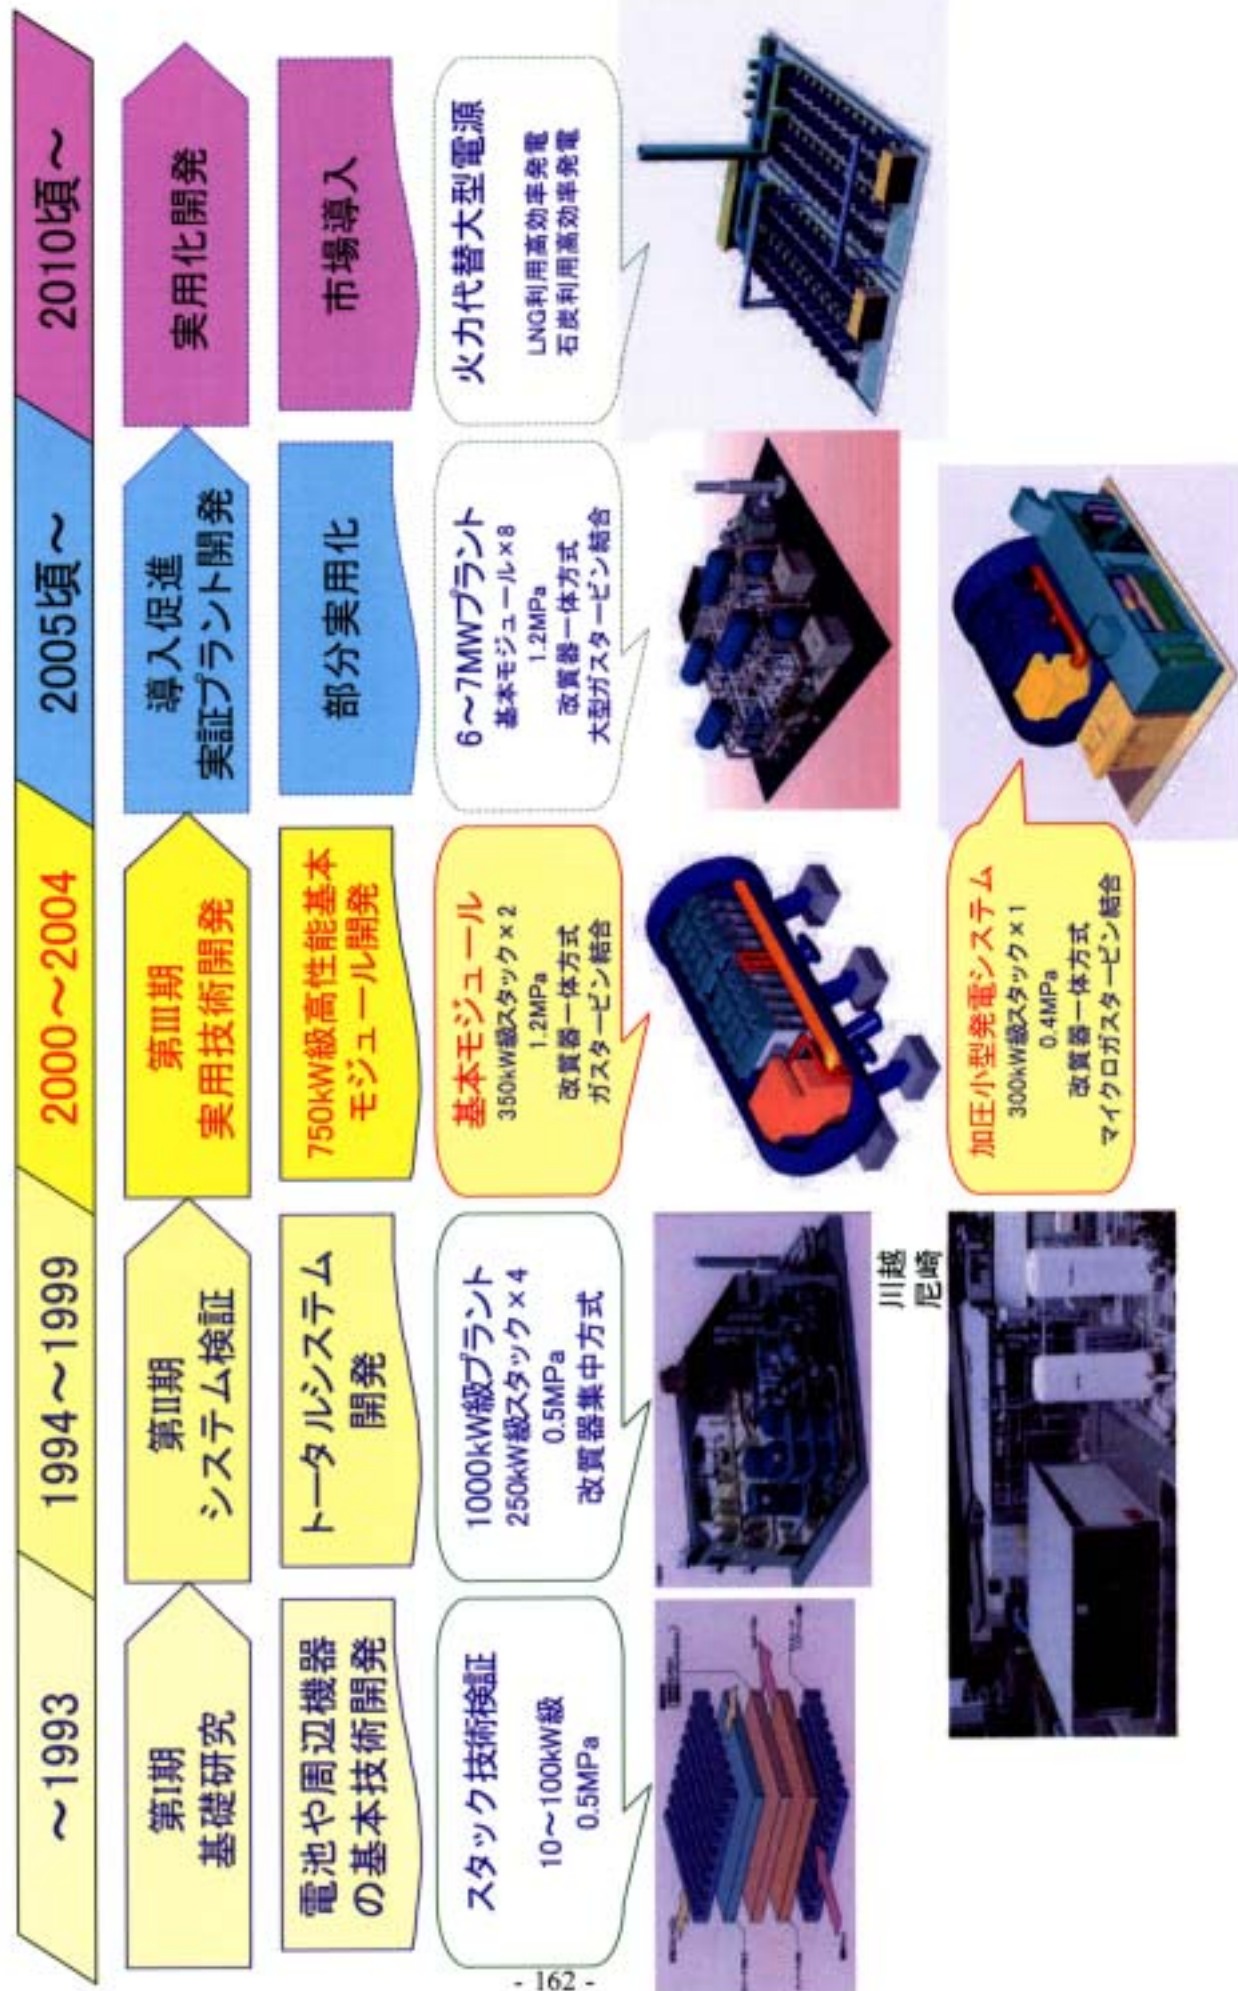 ~1993
1994~1999
2000~2004
2005頃~
2010頃~
第I期
基礎研究
第II期
システム検証
第III期
実用技術開発
導入促進
実証プラント開発
実用化開発
電池や周辺機器
の基本技術開発
トータルシステム
開発
750kW級高性能基本
モジュール開発
部分実用化
市場導入
スタック技術検証
10~100kW級
0.5MPa
1000kW級プラント
250kW級スタック×4
0.5MPa
改質器集中方式
基本モジュール
350kW級スタック×2
1.2MPa
改質器一体方式
ガスタービン結合
6~7MWプラント
基本モジュール×8
1.2MPa
改質器一体方式
大型ガスタービン結合
火力代替大型電源
LNG利用高効率発電
石炭利用高効率発電
川越
尼崎
加圧小型発電システム
300kW級スタック×1
0.4MPa
改質器一体方式
マイクロガスタービン結合
- 162 -